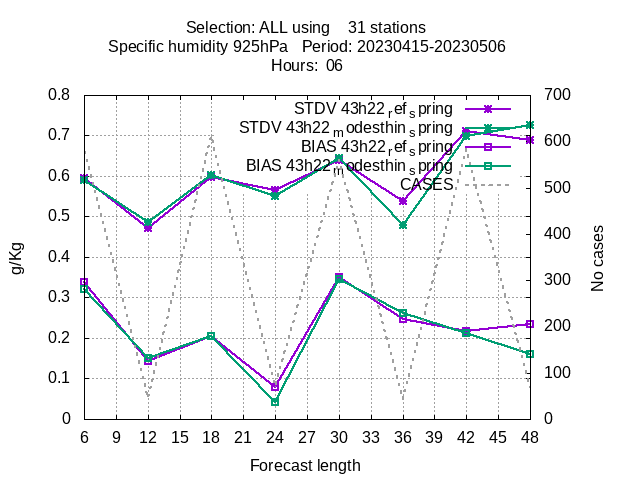 Selection: ALL using    31 stations
Specific humidity 925hPa   Period: 20230415-20230506
Hours:  06
STDV 43h22_ref_spring
STDV 43h22_modesthin_spring
BIAS 43h22_ref_spring
BIAS 43h22_modesthin_spring
CASES
g/Kg
0.8
0.7
0.6
0.5
0.4
0.3
0.2
0.1
0
700
600
500
400
300
200
100
0
No cases
6 9 12 15 18 21 24 27 30 33 36 39 42 45 48
Forecast length